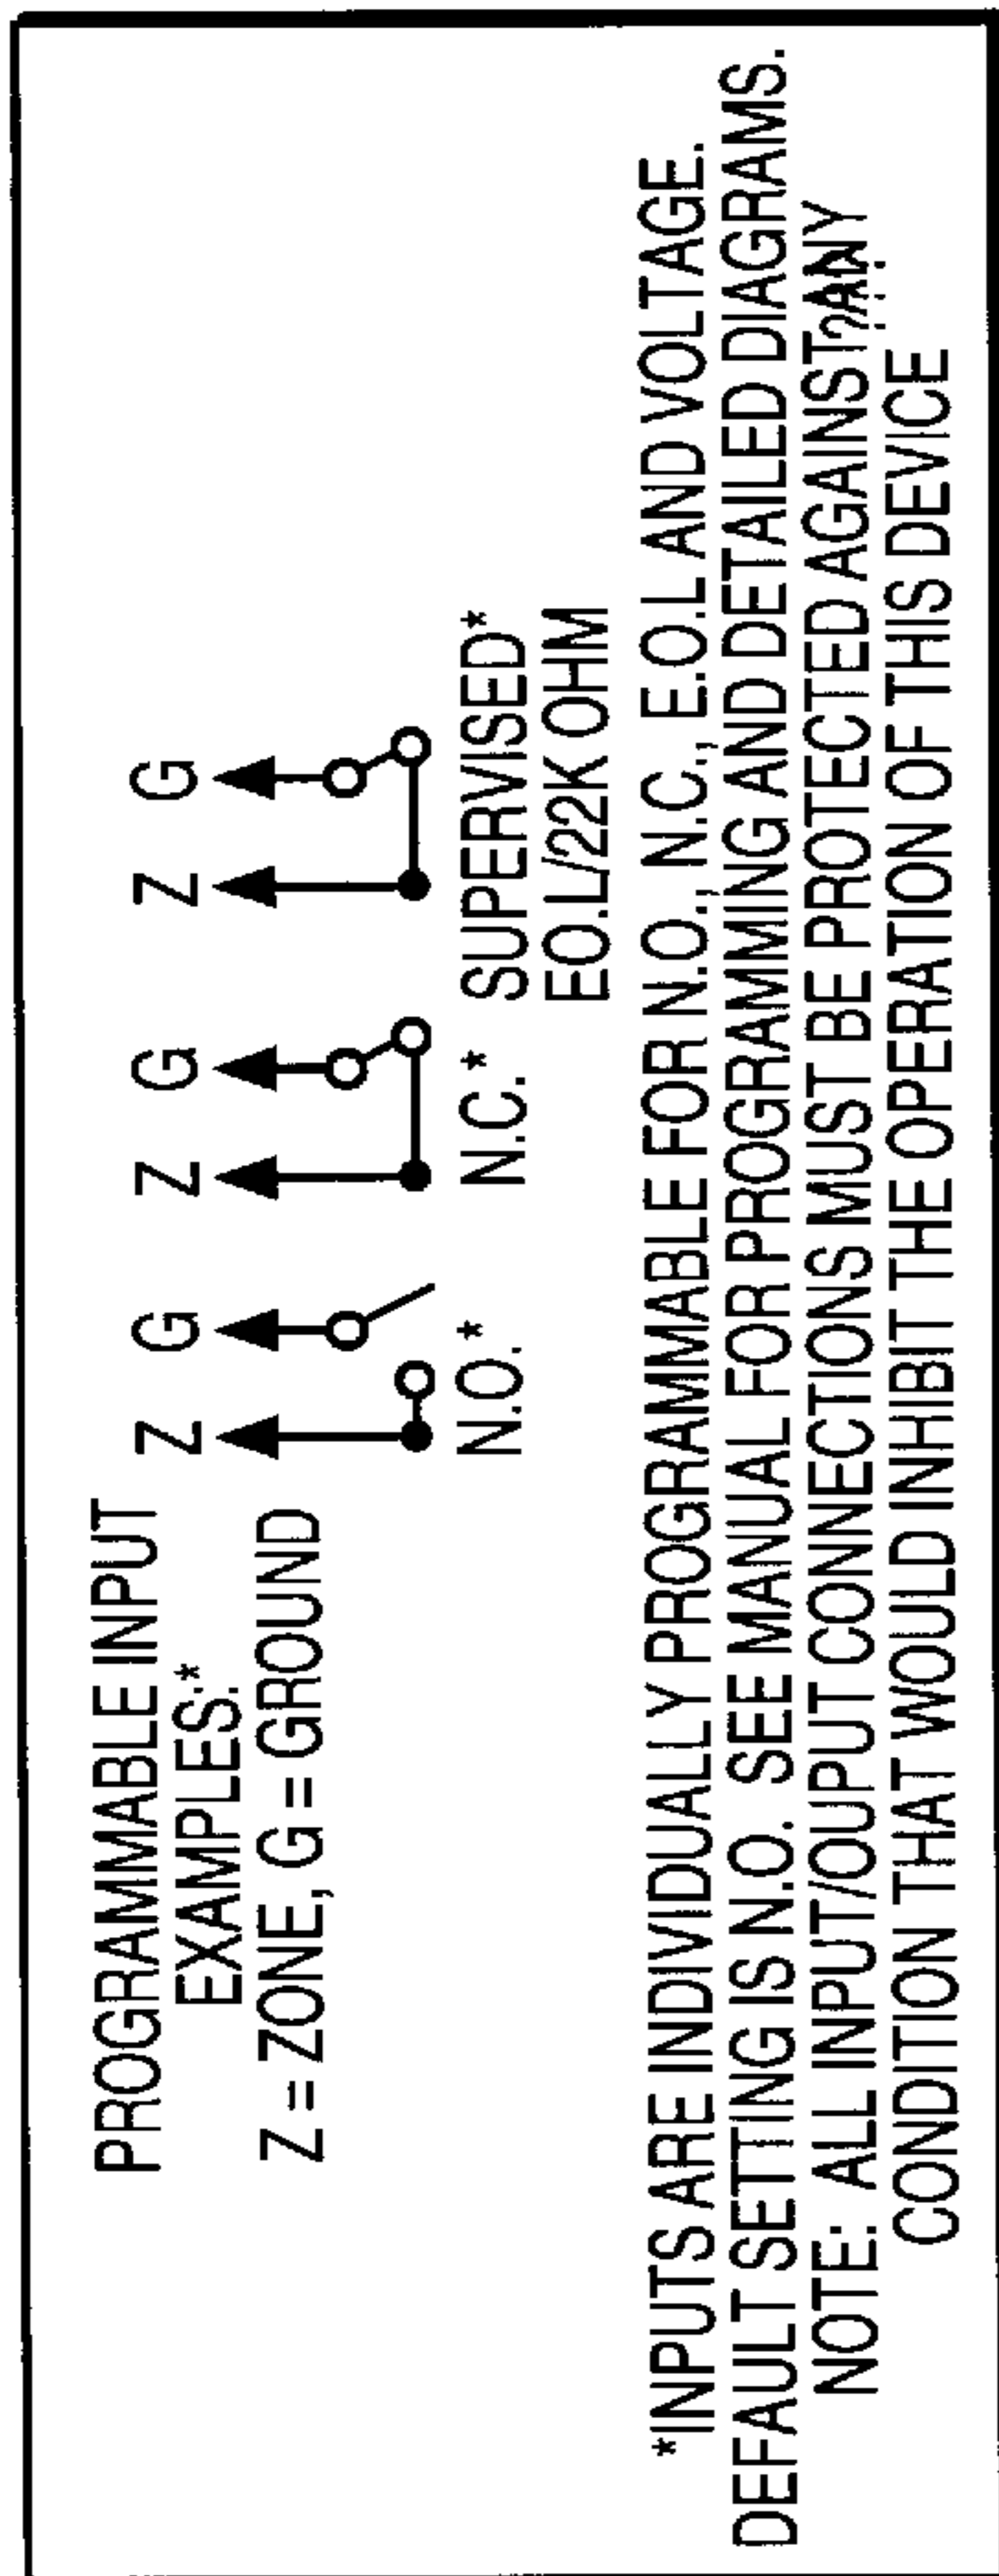 PROGRAMMABLE INPUT
EXAMPLES:*
Z = ZONE, G = GROUND
Z G Z G Z G
N.O.* N.C.* SUPERVISED*
EO.L/22K OHM
*INPUTS ARE INDIVIDUALLY PROGRAMMABLE FOR N.O., N.C., E.O.L AND VOLTAGE.
DEFAULT SETTING IS N.O. SEE MANUAL FOR PROGRAMMING AND DETAILED DIAGRAMS.
NOTE: ALL INPUT/OUPUT CONNECTIONS MUST BE PROTECTED AGAINST ANY
CONDITION THAT WOULD INHIBIT THE OPERATION OF THIS DEVICE